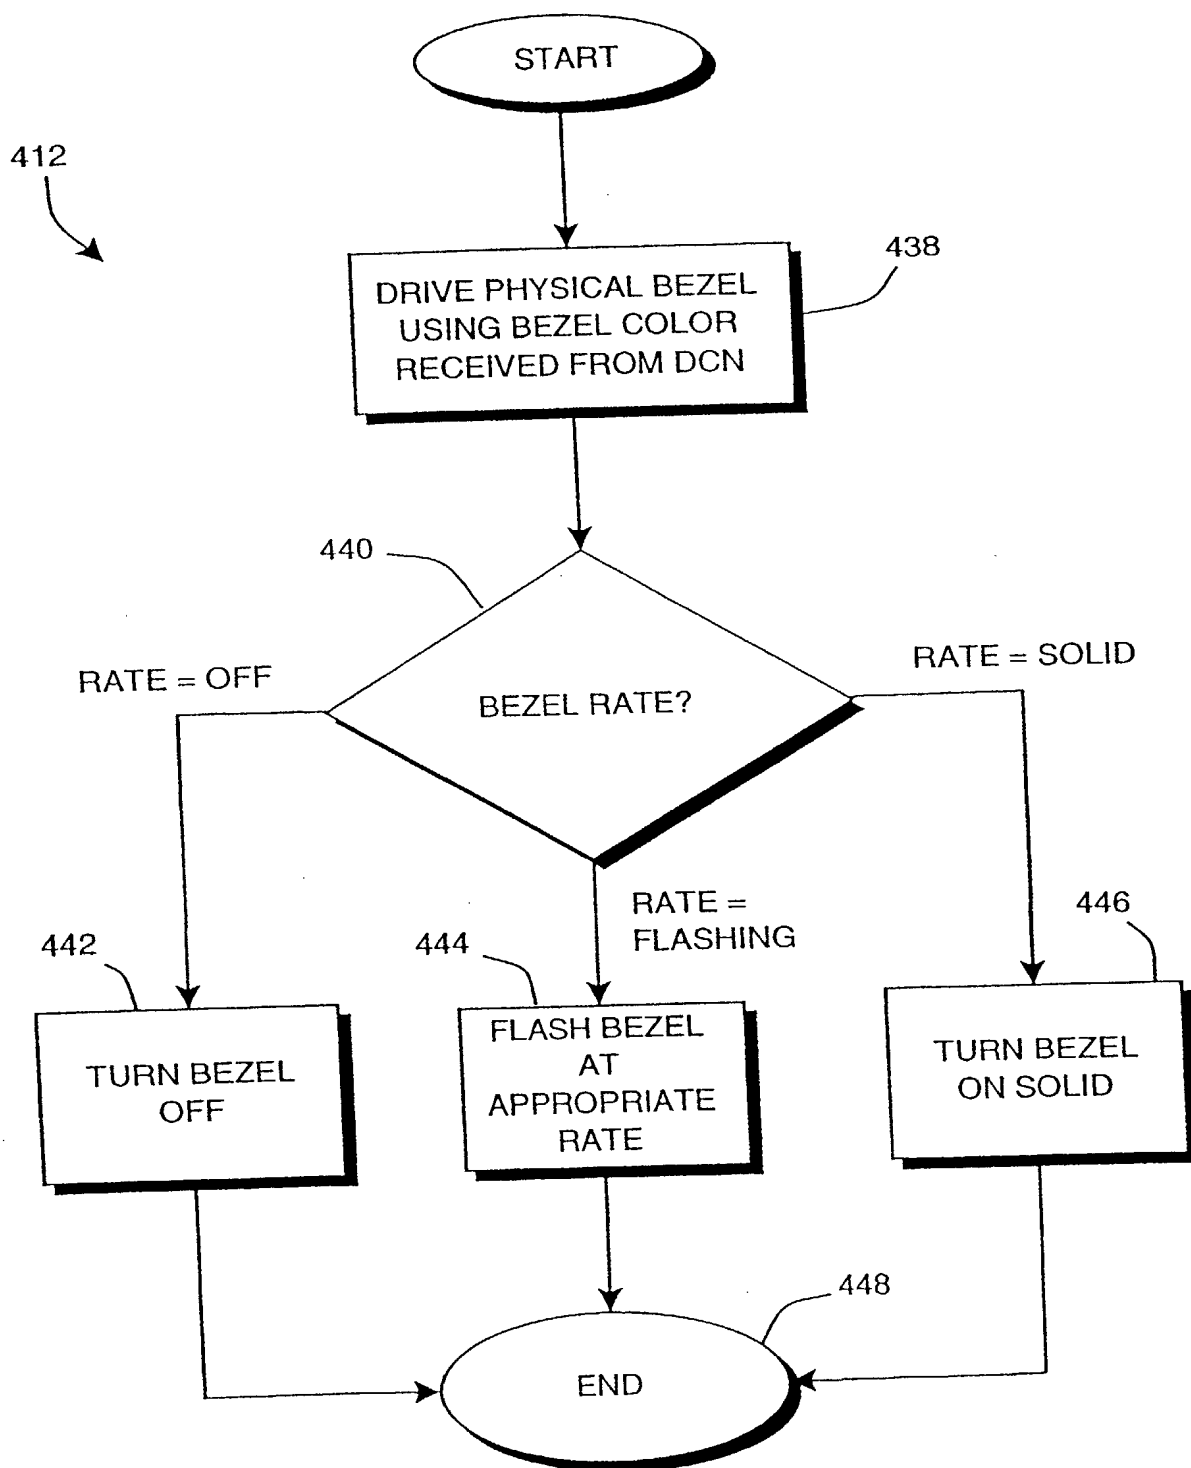 START
412
438
DRIVE PHYSICAL BEZEL
USING BEZEL COLOR
RECEIVED FROM DCN
440
RATE = OFF
BEZEL RATE?
RATE = SOLID
RATE =
FLASHING
442
444
446
TURN BEZEL
OFF
FLASH BEZEL
AT
APPROPRIATE
RATE
TURN BEZEL
ON SOLID
448
END